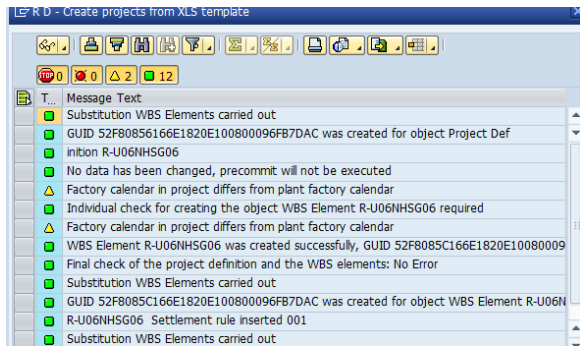 R D - Create projects from XLS template
STOP 0 0 2 12
T... Message Text
Substitution WBS Elements carried out
GUID 52F80856166E1820E100800096FB7DAC was created for object Project Def
inition R-U06NHSG06
No data has been changed, precommit will not be executed
Factory calendar in project differs from plant factory calendar
Individual check for creating the object WBS Element R-U06NHSG06 required
Factory calendar in project differs from plant factory calendar
WBS Element R-U06NHSG06 was created successfully, GUID 52F8085C166E1820E10080009
Final check of the project definition and the WBS elements: No Error
Substitution WBS Elements carried out
GUID 52F8085C166E1820E100800096FB7DAC was created for object WBS Element R-U06N
R-U06NHSG06 Settlement rule inserted 001
Substitution WBS Elements carried out